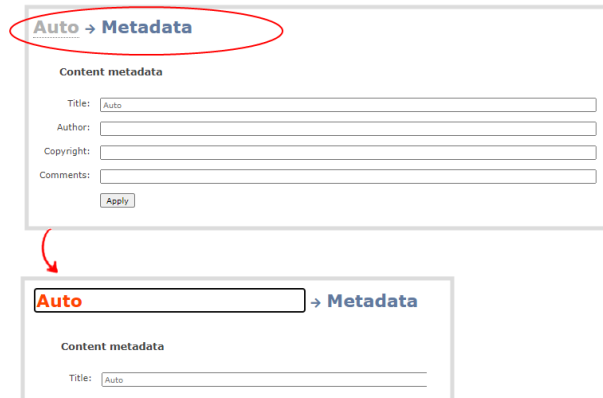 Auto → Metadata
Content metadata
Title: Auto
Author:
Copyright:
Comments:
Apply
Auto → Metadata
Content metadata
Title: Auto